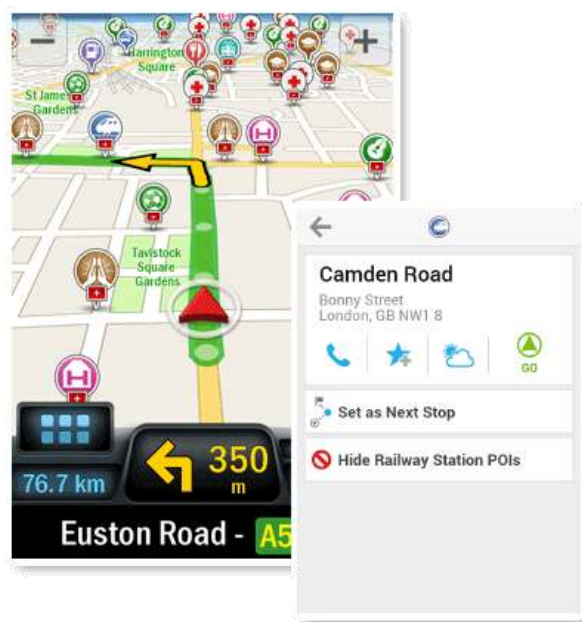 Harrington
Square
St James
Gardens
Tavistock
Square
Gardens
76.7 km
350
m
Euston Road - A5
Camden Road
Bonny Street
London, GB NW1 8
GO
Set as Next Stop
Hide Railway Station POIs